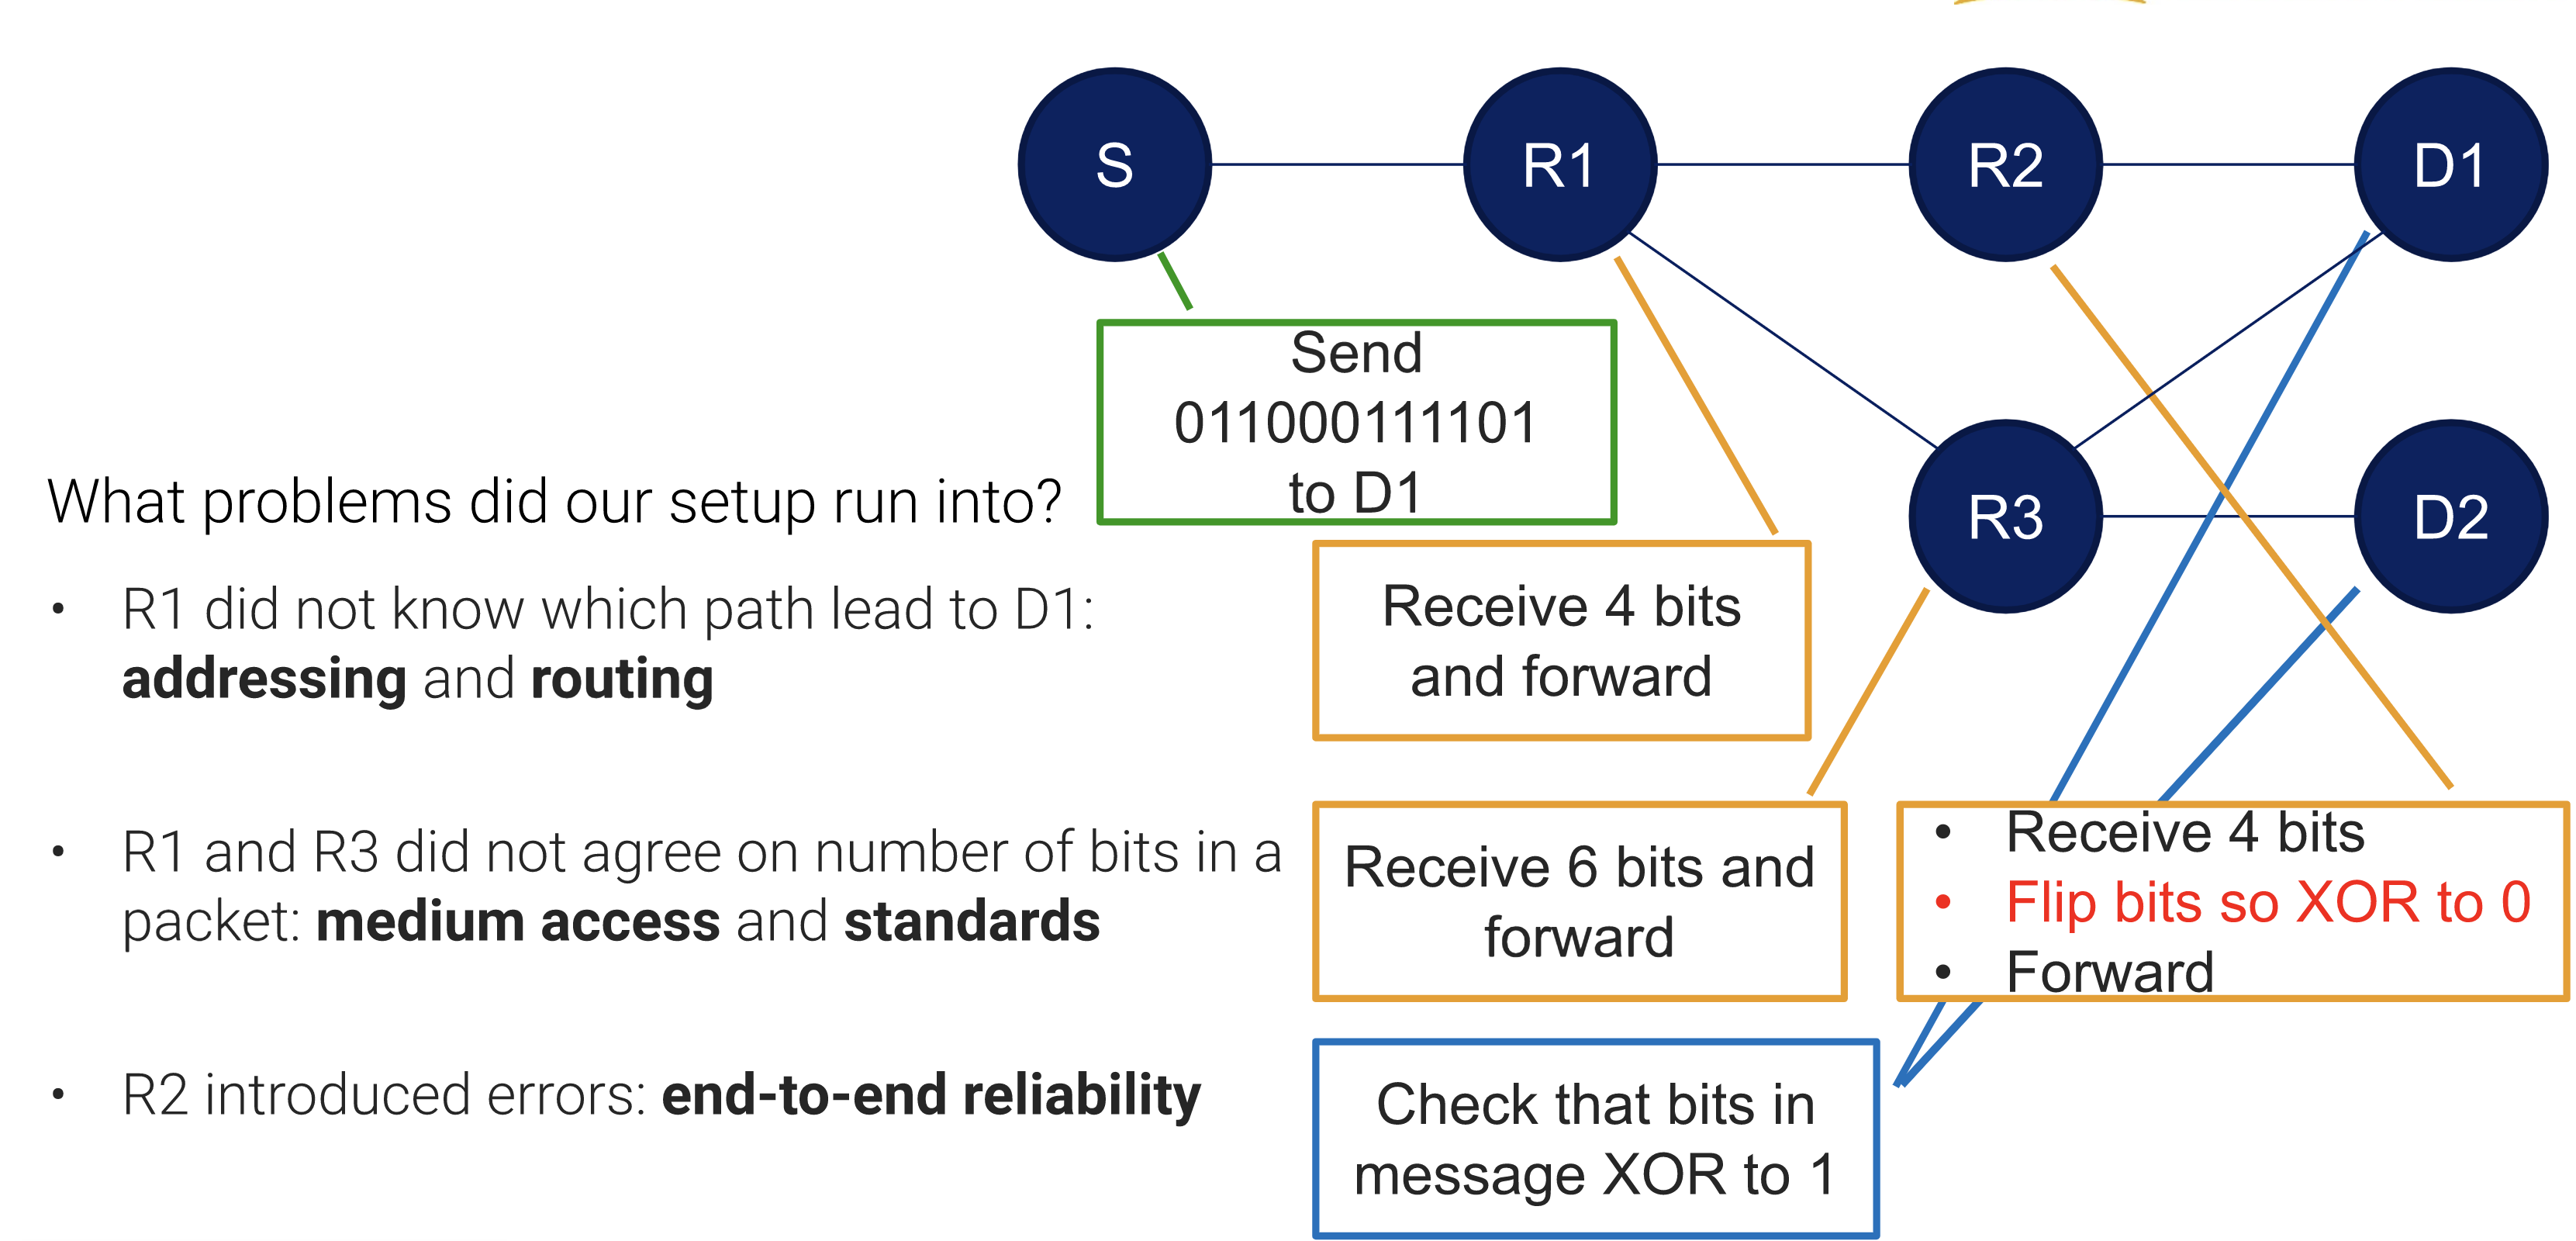 S
R1
R2
D1
Send
011000111101
to D1
R3
D2
What problems did our setup run into?
• R1 did not know which path lead to D1:
addressing and routing
Receive 4 bits
and forward
• R1 and R3 did not agree on number of bits in a
packet: medium access and standards
Receive 6 bits and
forward
• Receive 4 bits
• Flip bits so XOR to 0
• Forward
• R2 introduced errors: end-to-end reliability
Check that bits in
message XOR to 1